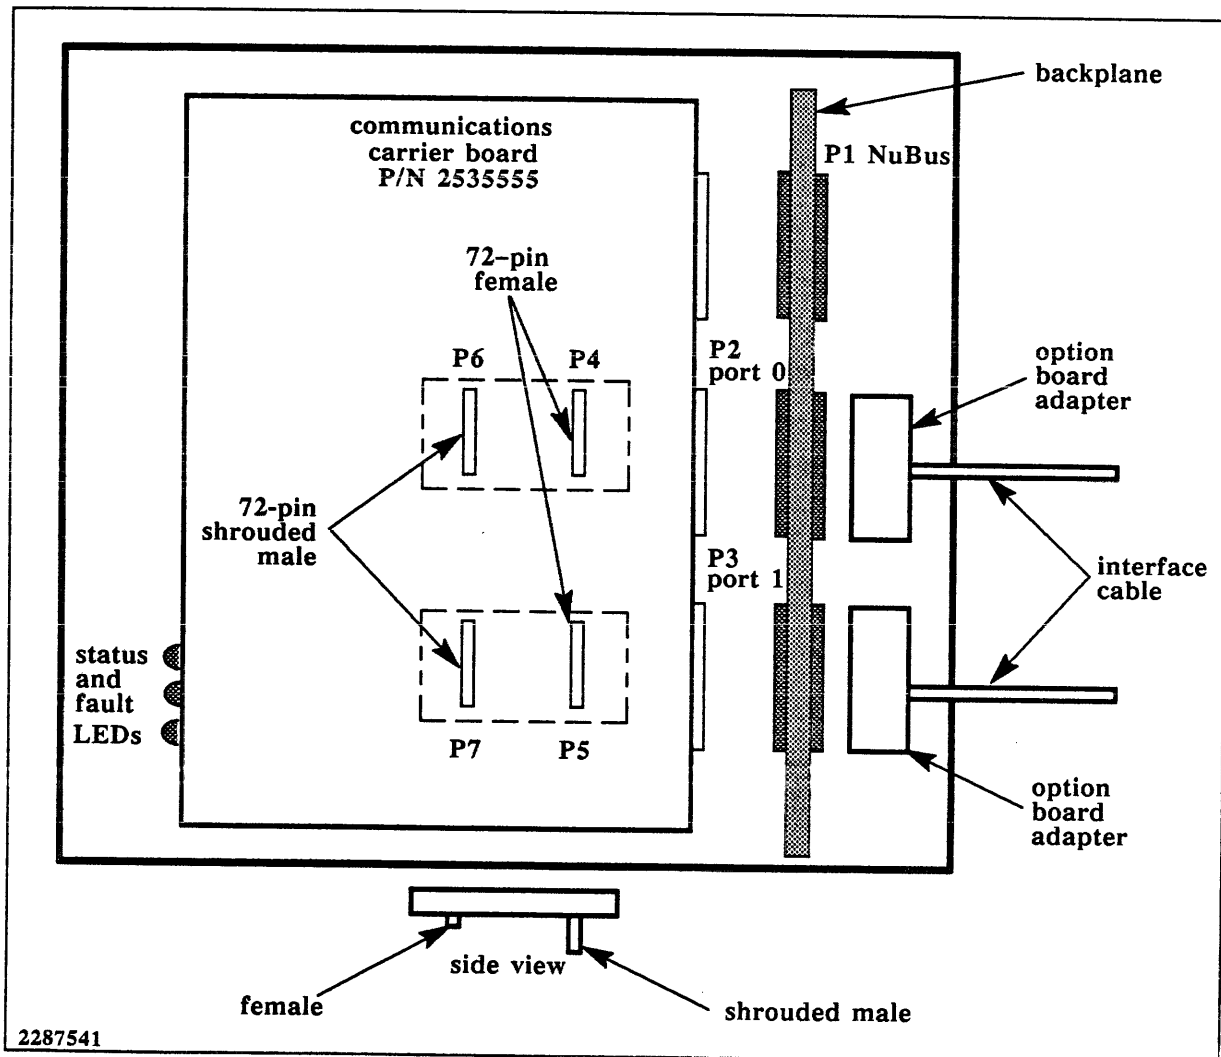 backplane
communications
carrier board
P/N 2535555
P1 NuBus
72–pin
female
P6
P4
P2
port 0
option
board
adapter
72-pin
shrouded
male
P3
port 1
interface
cable
status
and
fault
LEDs
P7
P5
option
board
adapter
side view
female
shrouded male
2287541